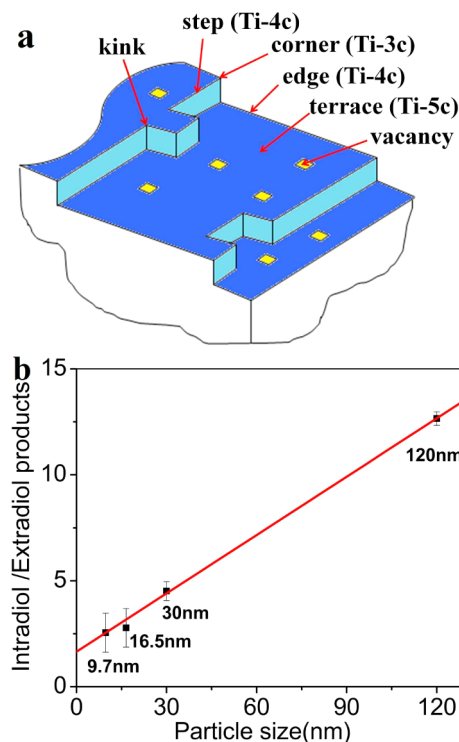 a
step (Ti-4c)
kink
corner (Ti-3c)
edge (Ti-4c)
terrace (Ti-5c)
vacancy
b
Intradiol /Extradiol products
15
10
5
0
120nm
30nm
16.5nm
9.7nm
0 30 60 90 120
Particle size(nm)